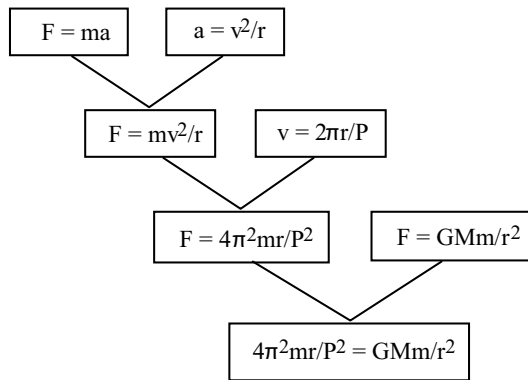 F = ma
a = v²/r
F = mv²/r
v = 2πr/P
F = 4π²mr/P²
F = GMm/r²
4π²mr/P² = GMm/r²